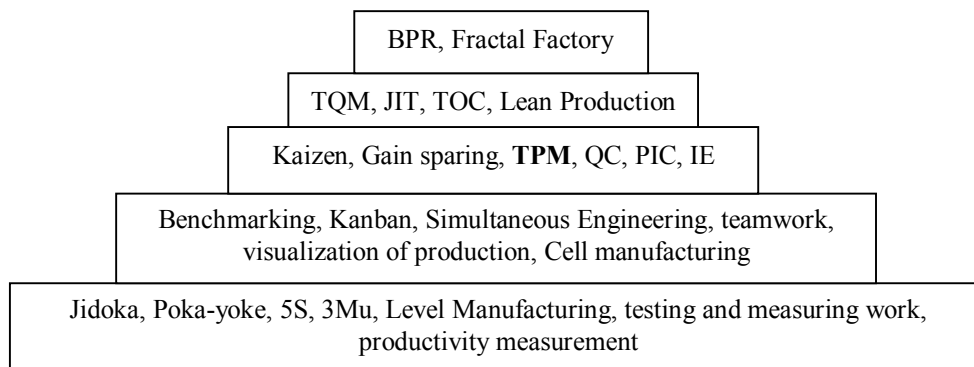 BPR, Fractal Factory
TQM, JIT, TOC, Lean Production
Kaizen, Gain sparing, TPM, QC, PIC, IE
Benchmarking, Kanban, Simultaneous Engineering, teamwork,
visualization of production, Cell manufacturing
Jidoka, Poka-yoke, 5S, 3Mu, Level Manufacturing, testing and measuring work,
productivity measurement